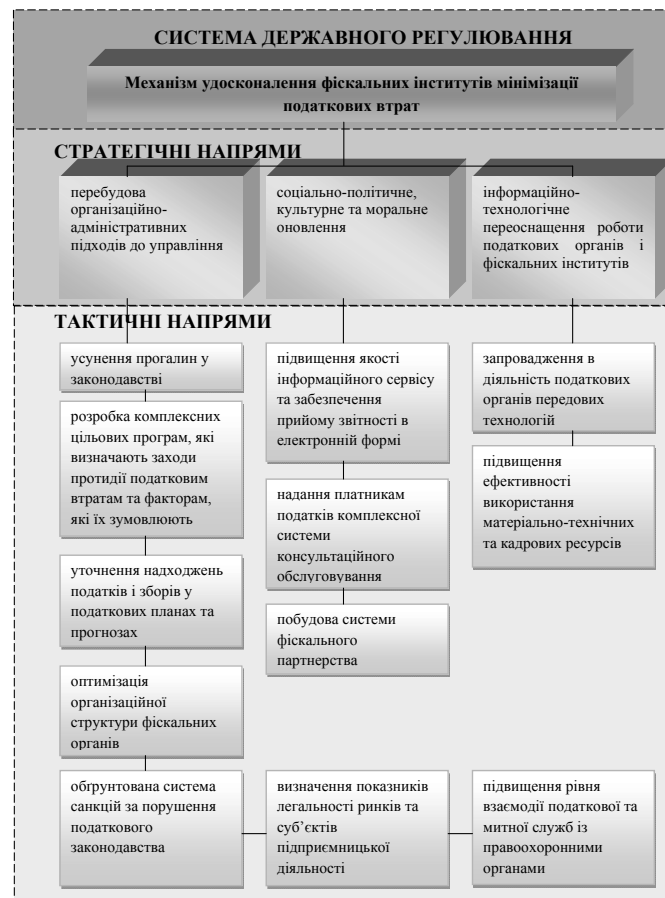 СИСТЕМА ДЕРЖАВНОГО РЕГУЛЮВАННЯ
Механізм удосконалення фіскальних інститутів мінімізації
податкових втрат
СТРАТЕГІЧНІ НАПРЯМИ
перебудова
організаційно-
адміністративних
підходів до управління
соціально-політичне,
культурне та моральне
оновлення
інформаційно-
технологічне
переоснащення роботи
податкових органів і
фіскальних інститутів
ТАКТИЧНІ НАПРЯМИ
усунення прогалин у
законодавстві
розробка комплексних
цільових програм, які
визначають заходи
протидії податковим
втратам та факторам,
які їх зумовлюють
уточнення надходжень
податків і зборів у
податкових планах та
прогнозах
оптимізація
організаційної
структури фіскальних
органів
підвищення якості
інформаційного сервісу
та забезпечення
прийому звітності в
електронній формі
надання платникам
податків комплексної
системи
консультаційного
обслуговування
побудова системи
фіскального
партнерства
запровадження в
діяльність податкових
органів передових
технологій
підвищення
ефективності
використання
матеріально-технічних
та кадрових ресурсів
обґрунтована система
санкцій за порушення
податкового
законодавства
визначення показників
легальності ринків та
суб’єктів
підприємницької
діяльності
підвищення рівня
взаємодії податкової та
митної служб із
правоохоронними
органами